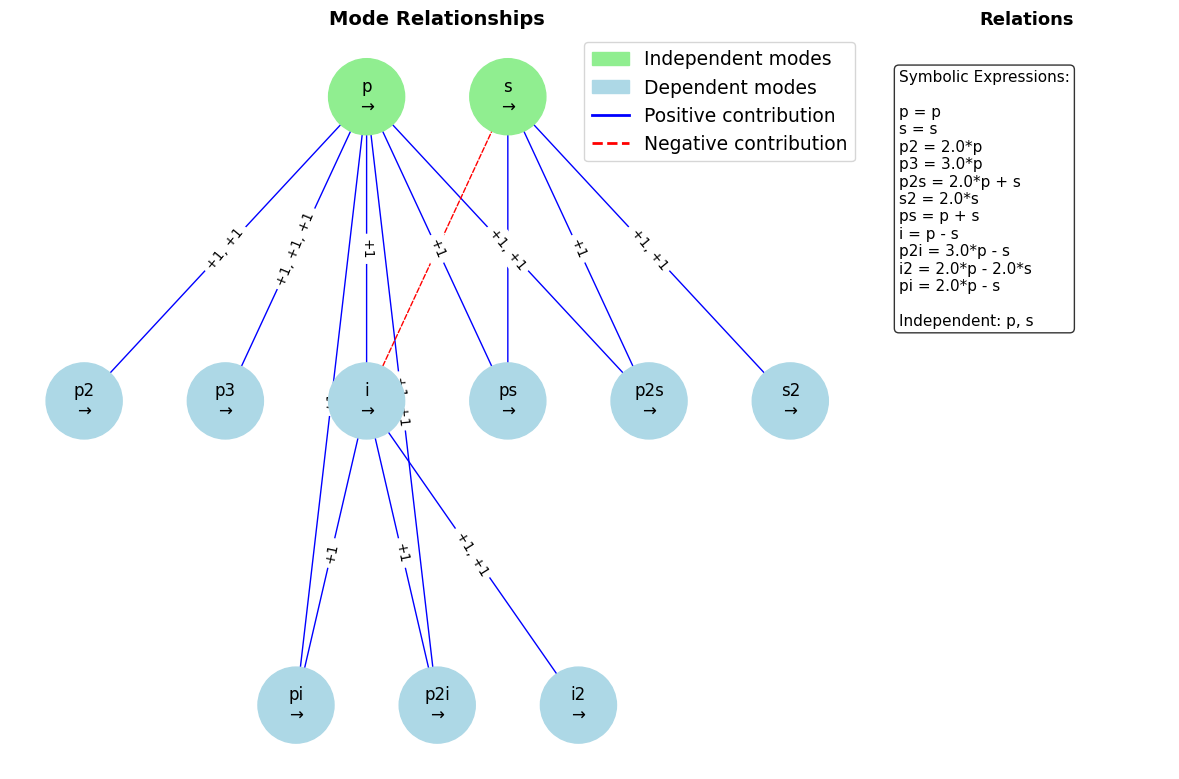 Mode Relationships
Relations
p
→
s
→
Independent modes
Dependent modes
Positive contribution
Negative contribution
Symbolic Expressions:
p = p
s = s
p2 = 2.0*p
p3 = 3.0*p
p2s = 2.0*p + s
s2 = 2.0*s
ps = p + s
i = p - s
p2i = 3.0*p - s
i2 = 2.0*p - 2.0*s
pi = 2.0*p - s
Independent: p, s
+1, +1
+1, +1, +1
+1
+1
+1, +1
+1
+1, +1
p2
→
p3
→
i
→
ps
→
p2s
→
s2
→
+1
+1
+1, +1
pi
→
p2i
→
i2
→